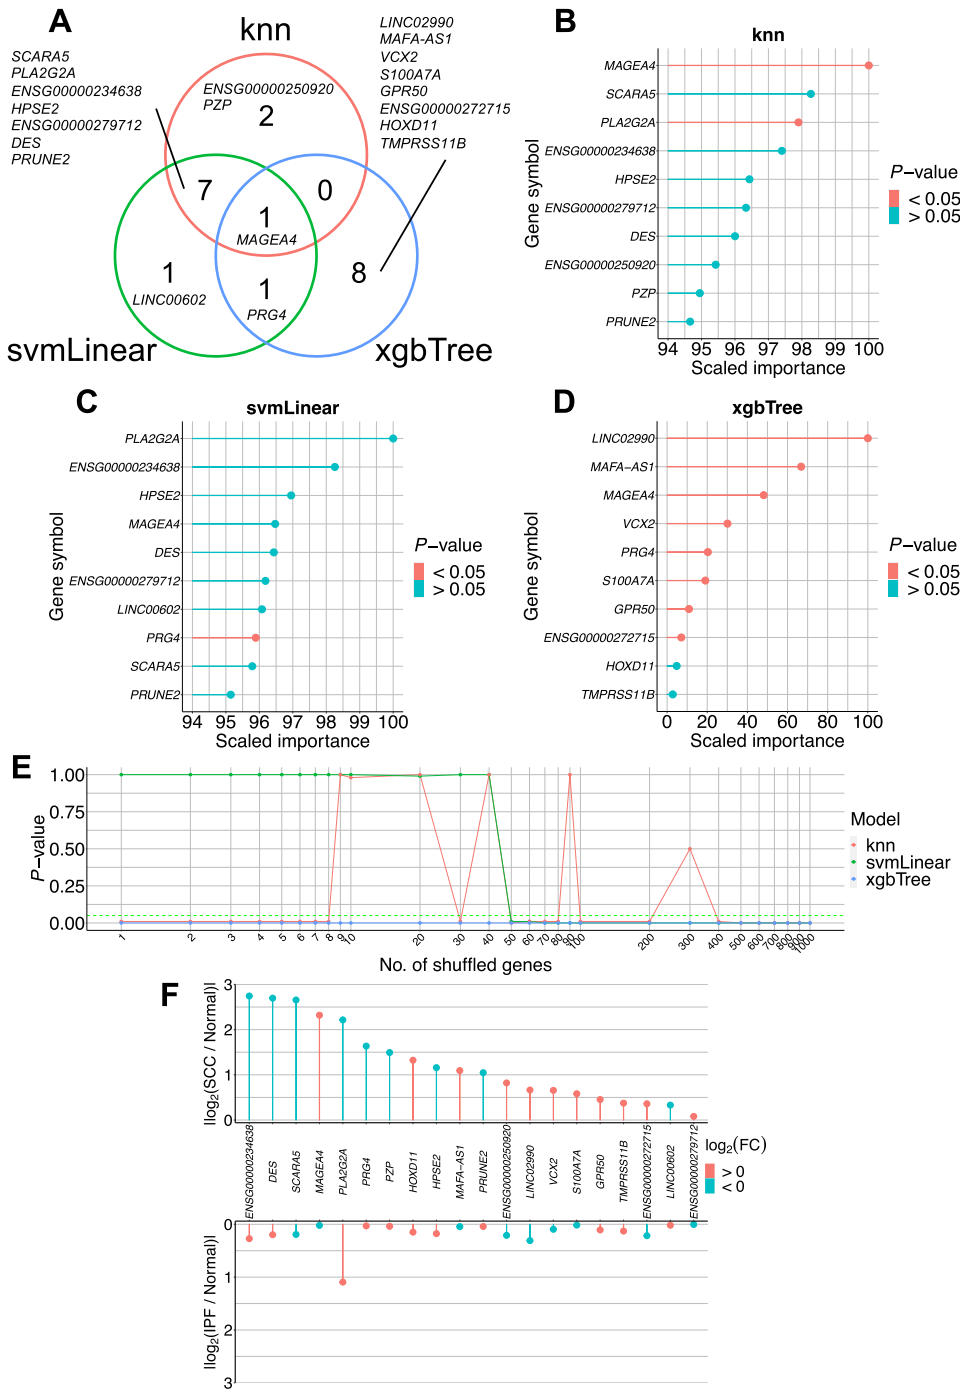 A
knn
SCARA5
PLA2G2A
ENSG00000234638
HPSE2
ENSG00000279712
DES
PRUNE2
LINC02990
MAFA-AS1
VCX2
S100A7A
GPR50
ENSG00000272715
HOXD11
TMPRSS11B
ENSG00000250920
PZP
2
7
0
1
MAGEA4
1
LINC00602
1
PRG4
8
svmLinear
xgbTree
B
knn
Gene symbol
MAGEA4
SCARA5
PLA2G2A
ENSG00000234638
HPSE2
ENSG00000279712
DES
ENSG00000250920
PZP
PRUNE2
94 95 96 97 98 99 100
Scaled importance
P-value
< 0.05
> 0.05
C
svmLinear
Gene symbol
PLA2G2A
ENSG00000234638
HPSE2
MAGEA4
DES
ENSG00000279712
LINC00602
PRG4
SCARA5
PRUNE2
94 95 96 97 98 99 100
Scaled importance
P-value
< 0.05
> 0.05
D
xgbTree
Gene symbol
LINC02990
MAFA-AS1
MAGEA4
VCX2
PRG4
S100A7A
GPR50
ENSG00000272715
HOXD11
TMPRSS11B
0 20 40 60 80 100
Scaled importance
P-value
< 0.05
> 0.05
E
P-value
1.00
0.75
0.50
0.25
0.00
1 2 3 4 5 6 7 8 9 10 20 30 40 50 60 70 80 90 100 200 300 400 500 600 700 800 900 1000
No. of shuffled genes
Model
knn
svmLinear
xgbTree
F
|log2(SCC / Normal)|
3
2
1
0
ENSG00000234638
DES
SCARA5
MAGEA4
PLA2G2A
PRG4
PZP
HOXD11
HPSE2
MAFA-AS1
PRUNE2
ENSG00000250920
LINC02990
VCX2
S100A7A
GPR50
TMPRSS11B
ENSG00000272715
LINC00602
ENSG00000279712
log2(FC)
> 0
< 0
|log2(IPF / Normal)|
0
1
2
3